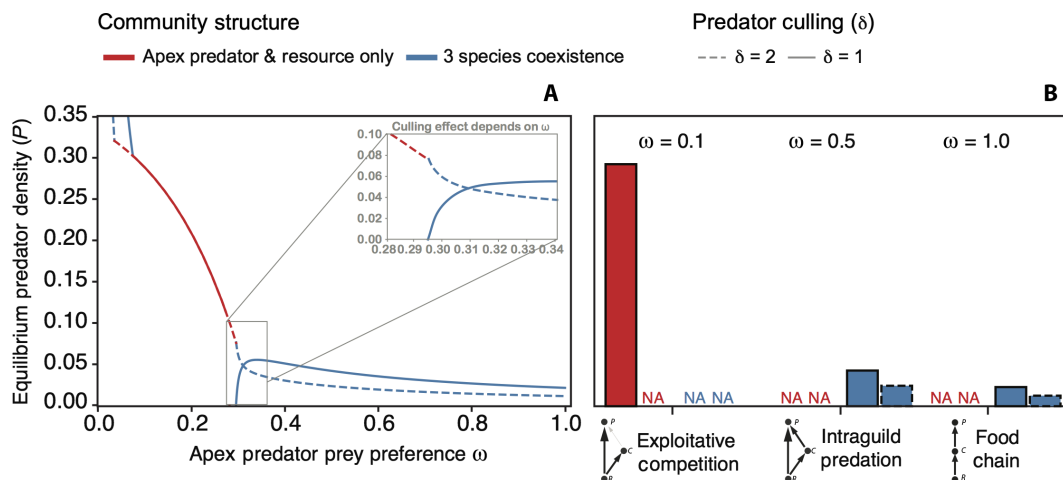 Community structure
Predator culling (δ)
Apex predator & resource only
3 species coexistence
δ = 2
δ = 1
A
B
Equilibrium predator density (P)
0.35
0.30
0.25
0.20
0.15
0.10
0.05
0.00
0.0
0.2
0.4
0.6
0.8
1.0
Apex predator prey preference ω
Culling effect depends on ω
0.10
0.08
0.06
0.04
0.02
0.00
0.28
0.29
0.30
0.31
0.32
0.33
0.34
ω = 0.1
ω = 0.5
ω = 1.0
NA
NA NA
NA NA
NA NA
P
C
Exploitative
competition
P
C
Intraguild
predation
P
C
Food
chain